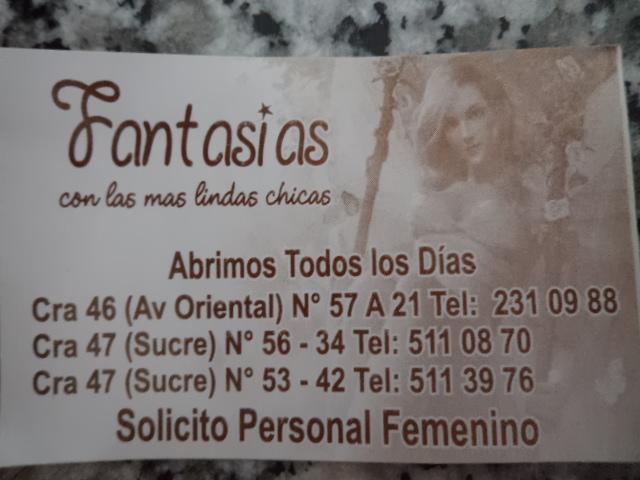 Fantasias
con las mas lindas chicas
Abrimos Todos los Días
Cra 46 (Av Oriental) N° 57 A 21 Tel: 231 09 88
Cra 47 (Sucre) N° 56 - 34 Tel: 511 08 70
Cra 47 (Sucre) N° 53 - 42 Tel: 511 39 76
Solicito Personal Femenino